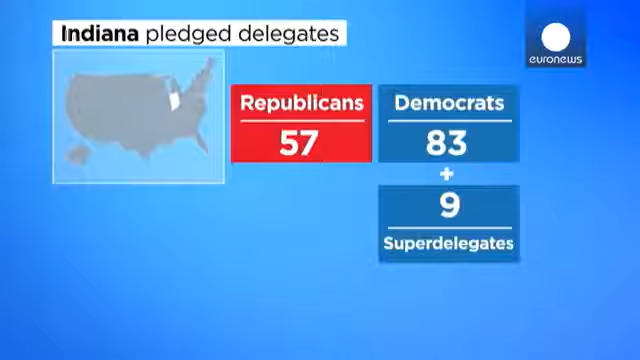 Indiana pledged delegates
euronews
Republicans
57
Democrats
83
+
9
Superdelegates